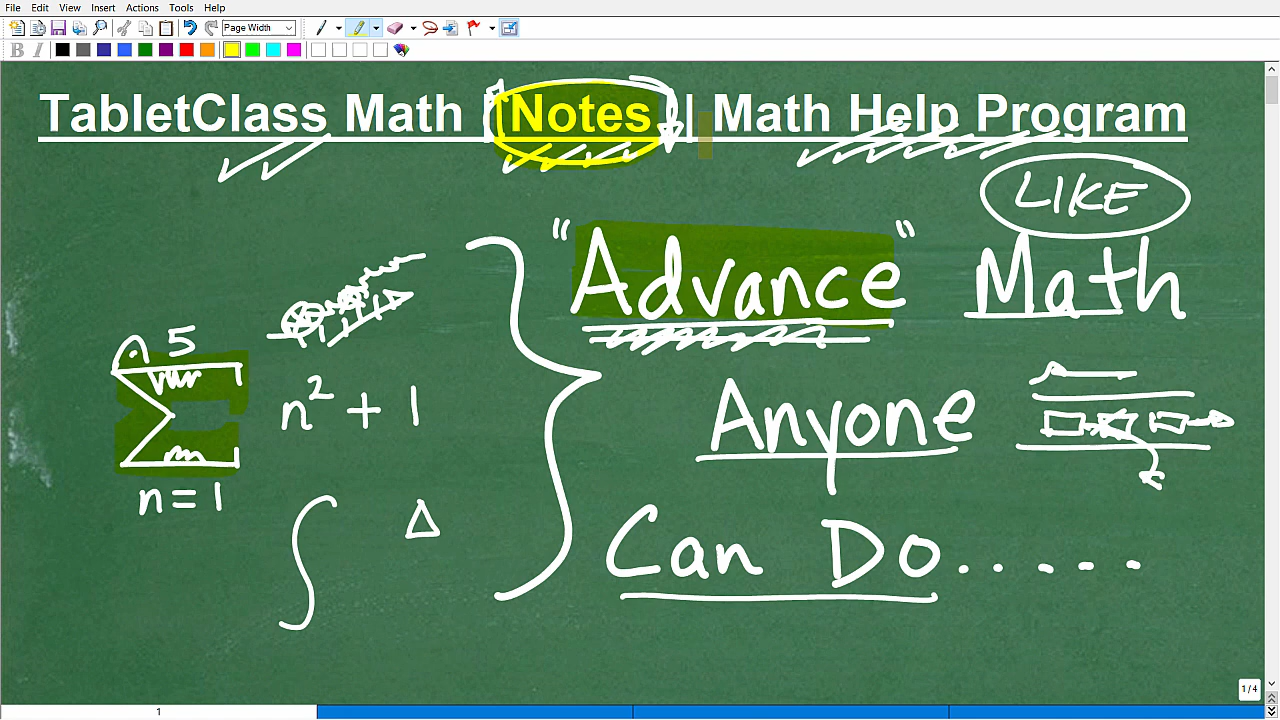 File Edit View Insert Actions Tools Help
Page Width
B I
TabletClass Math | Notes | Math Help Program
LIKE
"Advance" Math
5
n² + 1
n = 1
∫ Δ
Anyone
Can Do......
1/4
1